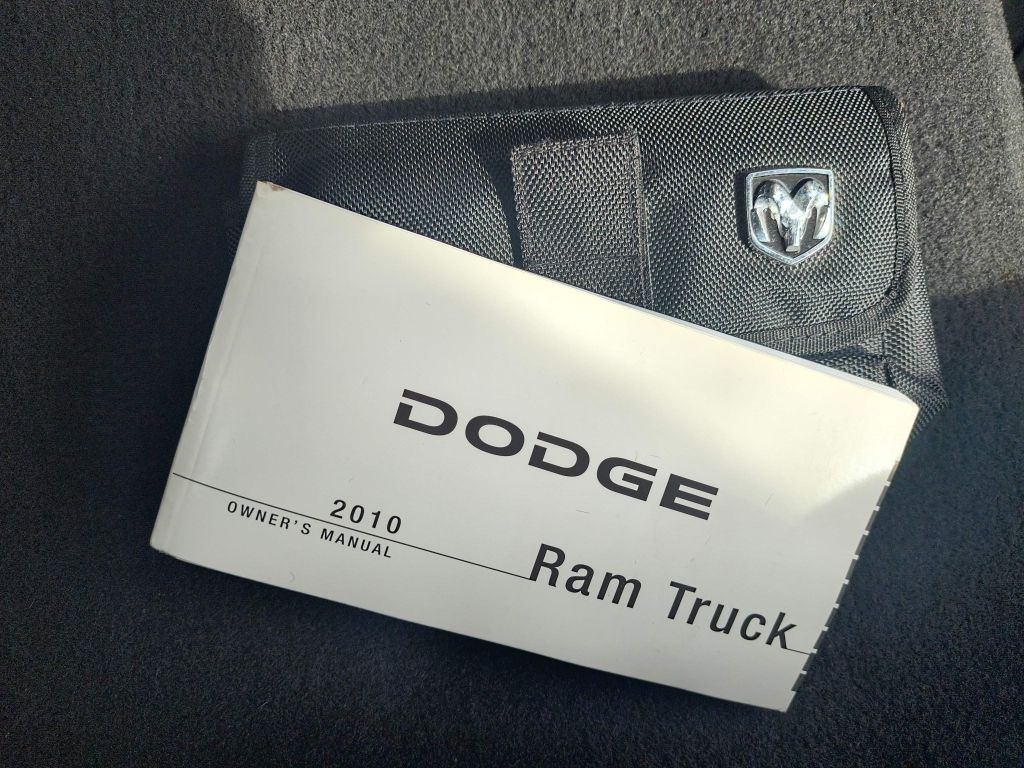 DODGE
2010
OWNER'S MANUAL
Ram Truck